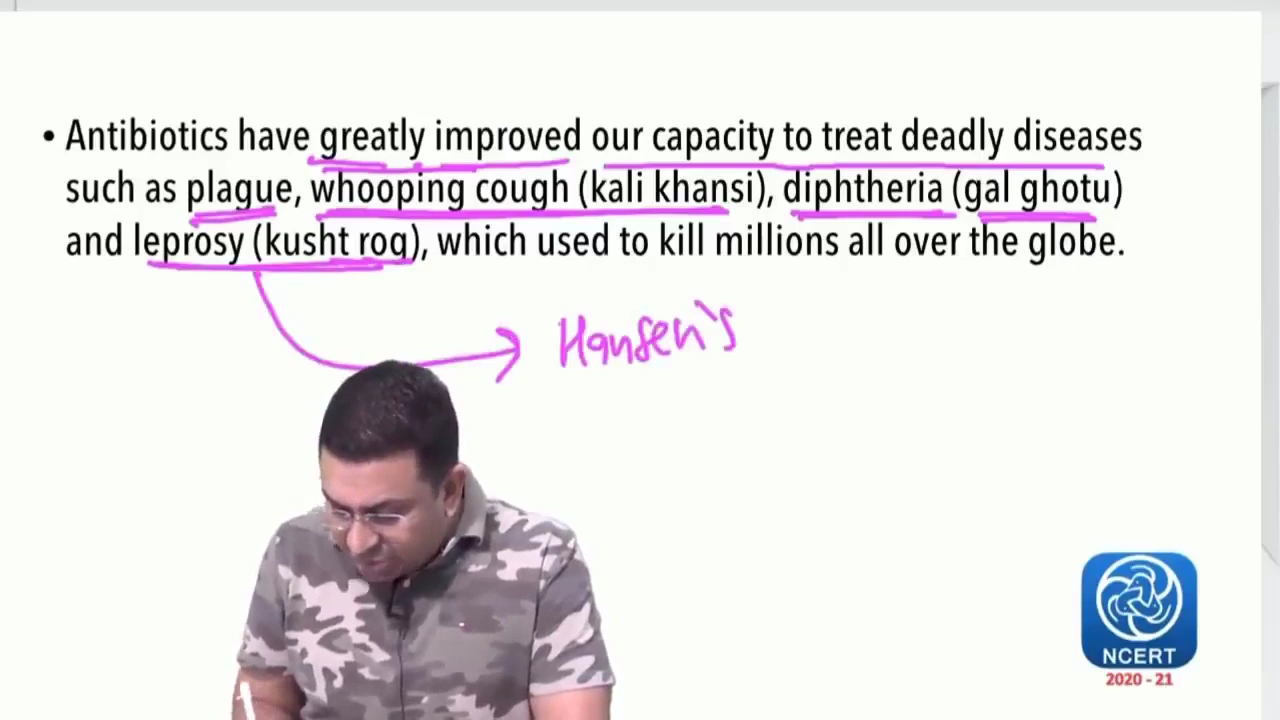 • Antibiotics have greatly improved our capacity to treat deadly diseases
such as plague, whooping cough (kali khansi), diphtheria (gal ghotu)
and leprosy (kusht rog), which used to kill millions all over the globe.
Hansen's
NCERT
2020 - 21